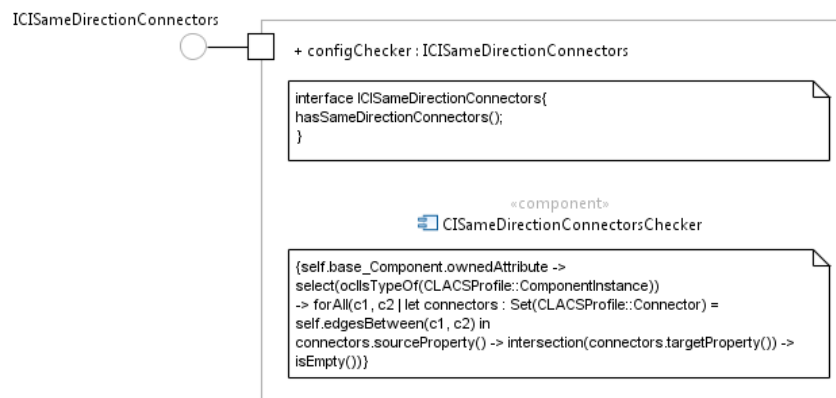 ICISameDirectionConnectors
+ configChecker : ICISameDirectionConnectors
interface ICISameDirectionConnectors{
hasSameDirectionConnectors();
}
«component»
CISameDirectionConnectorsChecker
{self.base_Component.ownedAttribute ->
select(oclIsTypeOf(CLACSProfile::ComponentInstance))
-> forAll(c1, c2 | let connectors : Set(CLACSProfile::Connector) =
self.edgesBetween(c1, c2) in
connectors.sourceProperty() -> intersection(connectors.targetProperty()) ->
isEmpty())}